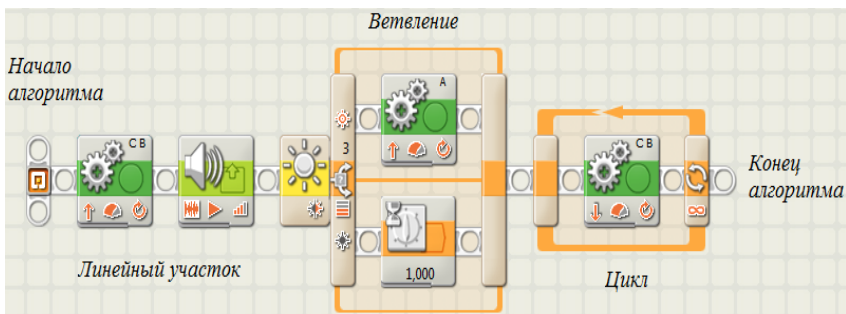 Ветвление
Начало
алгоритма
A
3
C B
C B
Конец
алгоритма
1,000
Линейный участок
Цикл